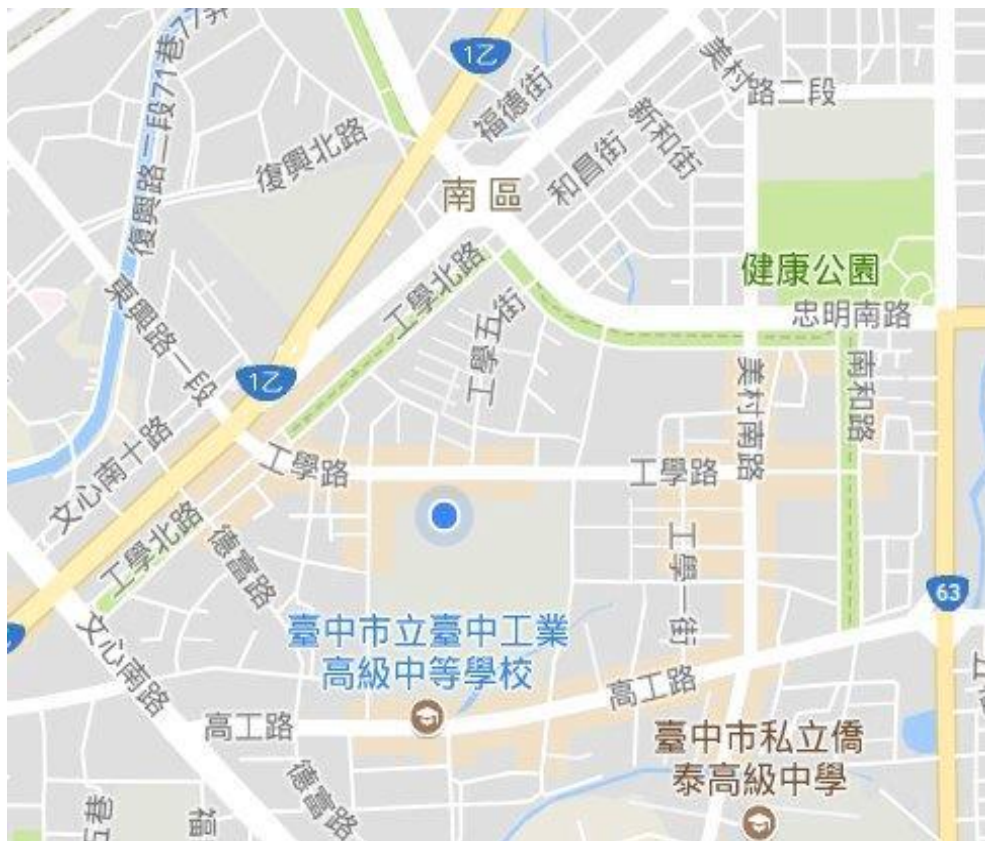 1乙
美村路二段
復興路二段71巷77弄
福德街
新和街
復興北路
和昌街
南區
工學北路
健康公園
忠明南路
東興路一段
工學五街
1乙
美村南路
南和路
文心南十路
工學路
工學路
工學北路
德富路
工學一街
63
臺中市立臺中工業
高級中等學校
文心南路
高工路
高工路
臺中市私立僑
泰高級中學
德富路
五巷
福